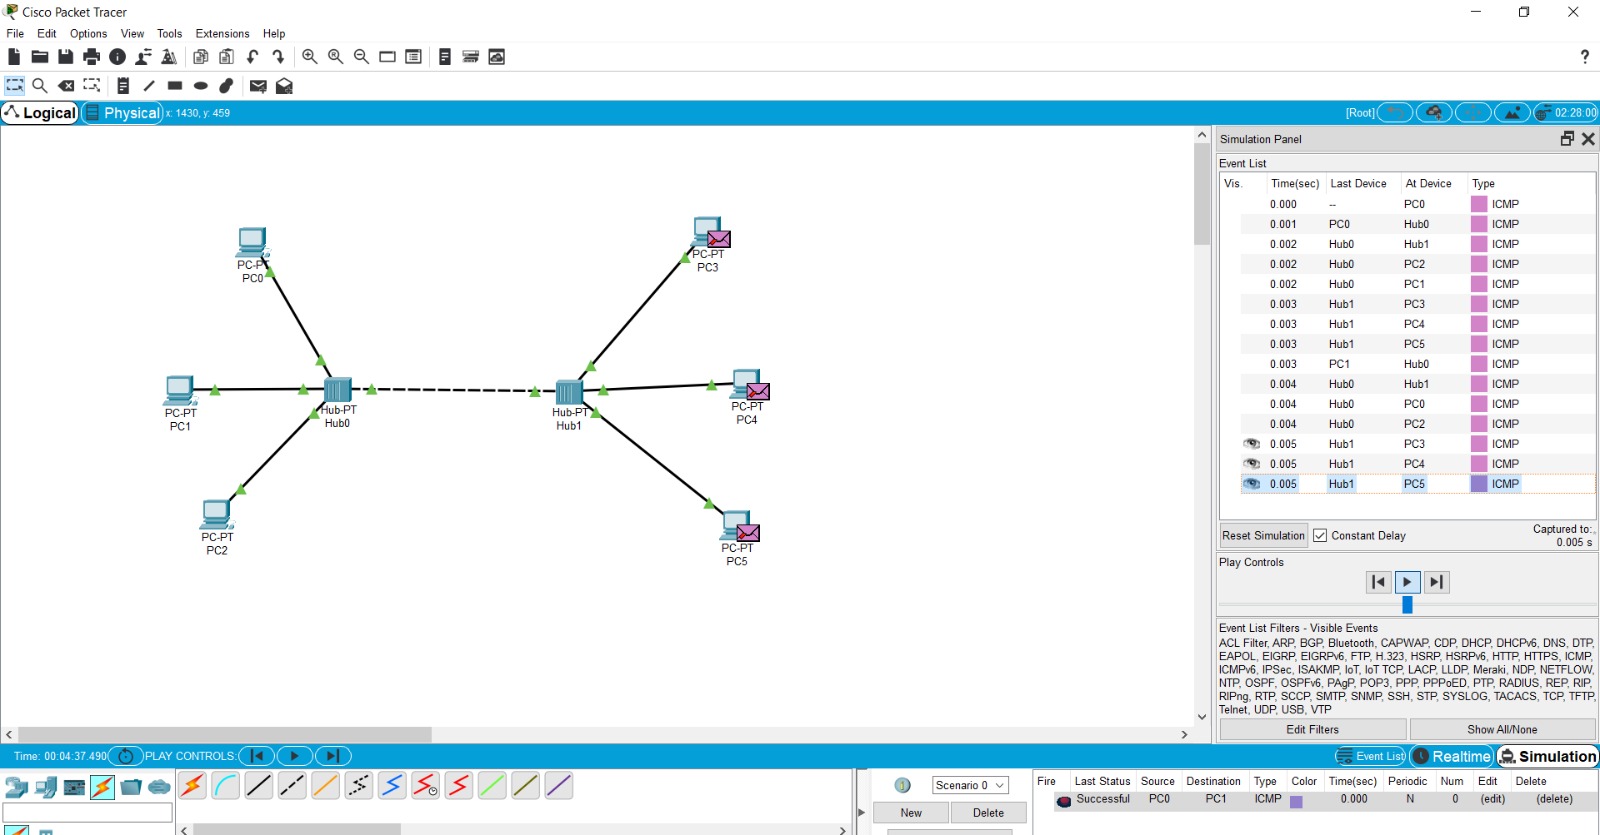 Cisco Packet Tracer
File Edit Options View Tools Extensions Help
?
Logical Physical x: 1430, y: 459 [Root] 02:28:00
Simulation Panel
Event List
Vis. Time(sec) Last Device At Device Type
0.000 -- PC0 ICMP
0.001 PC0 Hub0 ICMP
0.002 Hub0 Hub1 ICMP
0.002 Hub0 PC2 ICMP
0.002 Hub0 PC1 ICMP
0.003 Hub1 PC3 ICMP
0.003 Hub1 PC4 ICMP
0.003 Hub1 PC5 ICMP
0.003 PC1 Hub0 ICMP
0.004 Hub0 Hub1 ICMP
0.004 Hub0 PC0 ICMP
0.004 Hub0 PC2 ICMP
0.005 Hub1 PC3 ICMP
0.005 Hub1 PC4 ICMP
0.005 Hub1 PC5 ICMP
Reset Simulation Constant Delay Captured to:
0.005 s
Play Controls
Event List Filters - Visible Events
ACL Filter, ARP, BGP, Bluetooth, CAPWAP, CDP, DHCP, DHCPv6, DNS, DTP,
EAPOL, EIGRP, EIGRPv6, FTP, H.323, HSRP, HSRPv6, HTTP, HTTPS, ICMP,
ICMPv6, IPSec, ISAKMP, IoT, IoT TCP, LACP, LLDP, Meraki, NDP, NETFLOW,
NTP, OSPF, OSPFv6, PAgP, POP3, PPP, PPPoED, PTP, RADIUS, REP, RIP,
RIPng, RTP, SCCP, SMTP, SNMP, SSH, STP, SYSLOG, TACACS, TCP, TFTP,
Telnet, UDP, USB, VTP
Edit Filters Show All/None
PC-PT
PC0
PC-PT
PC3
PC-PT
PC1
Hub-PT
Hub0
Hub-PT
Hub1
PC-PT
PC4
PC-PT
PC2
PC-PT
PC5
Time: 00:04:37.490 PLAY CONTROLS: Event List Realtime Simulation
Scenario 0
New Delete
Fire Last Status Source Destination Type Color Time(sec) Periodic Num Edit Delete
Successful PC0 PC1 ICMP 0.000 N 0 (edit) (delete)